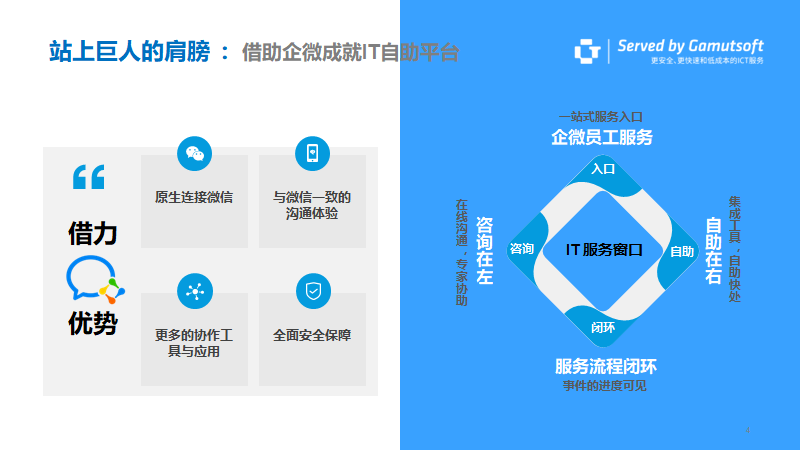 站上巨人的肩膀 ： 借助企微成就IT自助平台
Served by Gamutsoft
更安全、更快速和低成本的ICT服务
借力
优势
原生连接微信
与微信一致的
沟通体验
更多的协作工
具与应用
全面安全保障
一站式服务入口
企微员工服务
入口
在线沟通，专家协助
咨询在左
咨询
IT 服务窗口
自助
自助在右
集成工具，自助快处
闭环
服务流程闭环
事件的进度可见
4